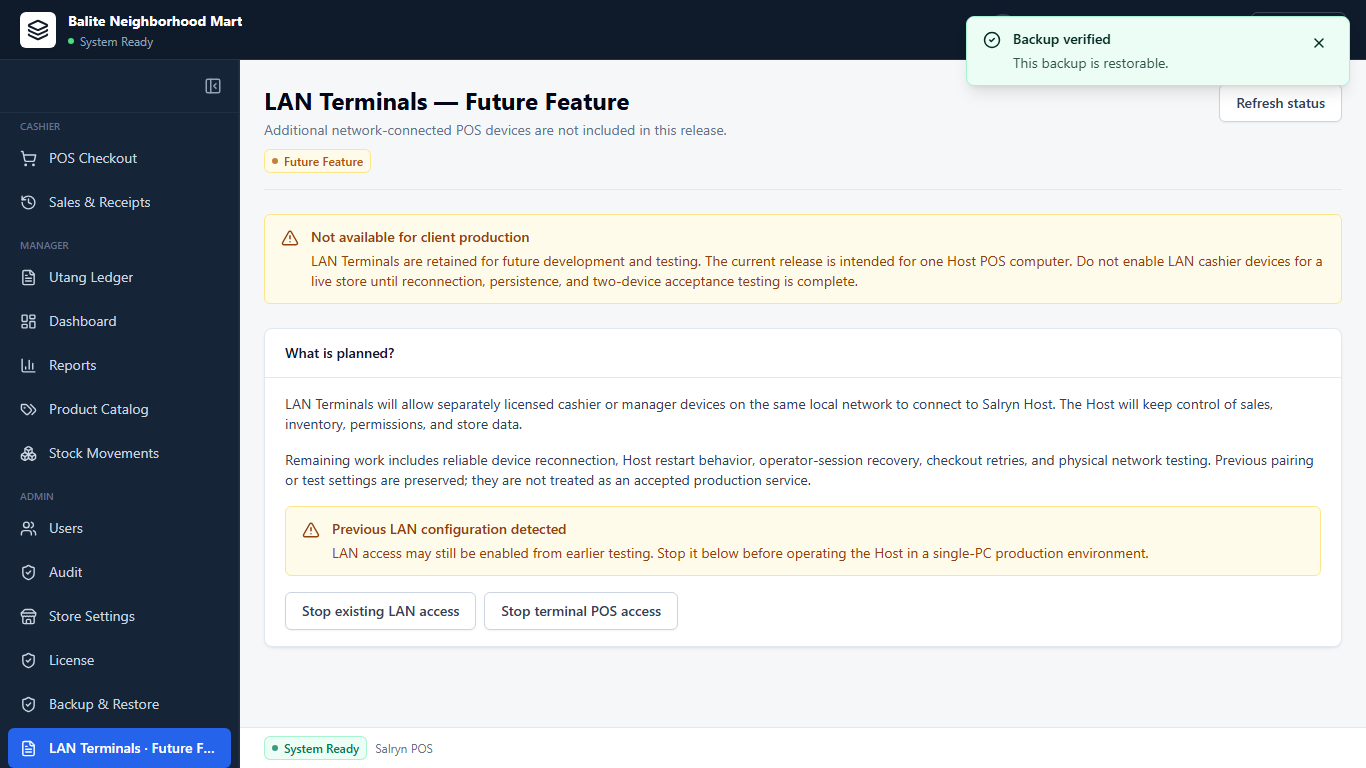 Balite Neighborhood Mart
System Ready
Backup verified
This backup is restorable.
CASHIER
POS Checkout
Sales & Receipts
MANAGER
Utang Ledger
Dashboard
Reports
Product Catalog
Stock Movements
ADMIN
Users
Audit
Store Settings
License
Backup & Restore
LAN Terminals · Future F...
LAN Terminals — Future Feature
Refresh status
Additional network-connected POS devices are not included in this release.
Future Feature
Not available for client production
LAN Terminals are retained for future development and testing. The current release is intended for one Host POS computer. Do not enable LAN cashier devices for a
live store until reconnection, persistence, and two-device acceptance testing is complete.
What is planned?
LAN Terminals will allow separately licensed cashier or manager devices on the same local network to connect to Salryn Host. The Host will keep control of sales,
inventory, permissions, and store data.
Remaining work includes reliable device reconnection, Host restart behavior, operator-session recovery, checkout retries, and physical network testing. Previous pairing
or test settings are preserved; they are not treated as an accepted production service.
Previous LAN configuration detected
LAN access may still be enabled from earlier testing. Stop it below before operating the Host in a single-PC production environment.
Stop existing LAN access
Stop terminal POS access
System Ready
Salryn POS